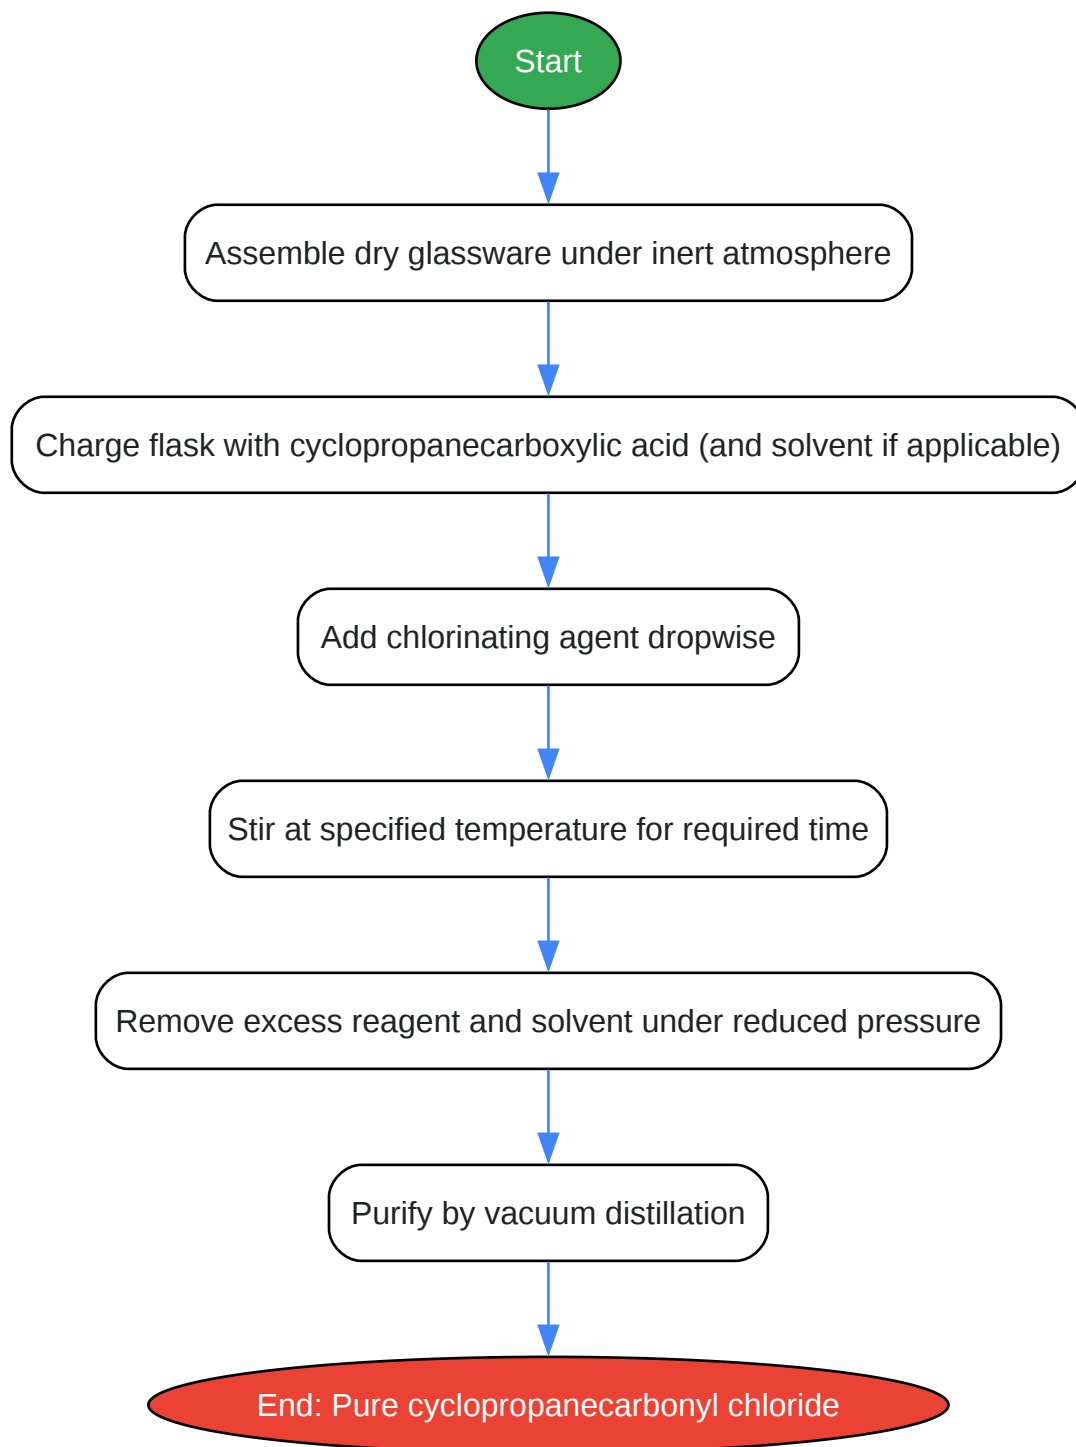 Start
Assemble dry glassware under inert atmosphere
Charge flask with cyclopropanecarboxylic acid (and solvent if applicable)
Add chlorinating agent dropwise
Stir at specified temperature for required time
Remove excess reagent and solvent under reduced pressure
Purify by vacuum distillation
End: Pure cyclopropanecarbonyl chloride